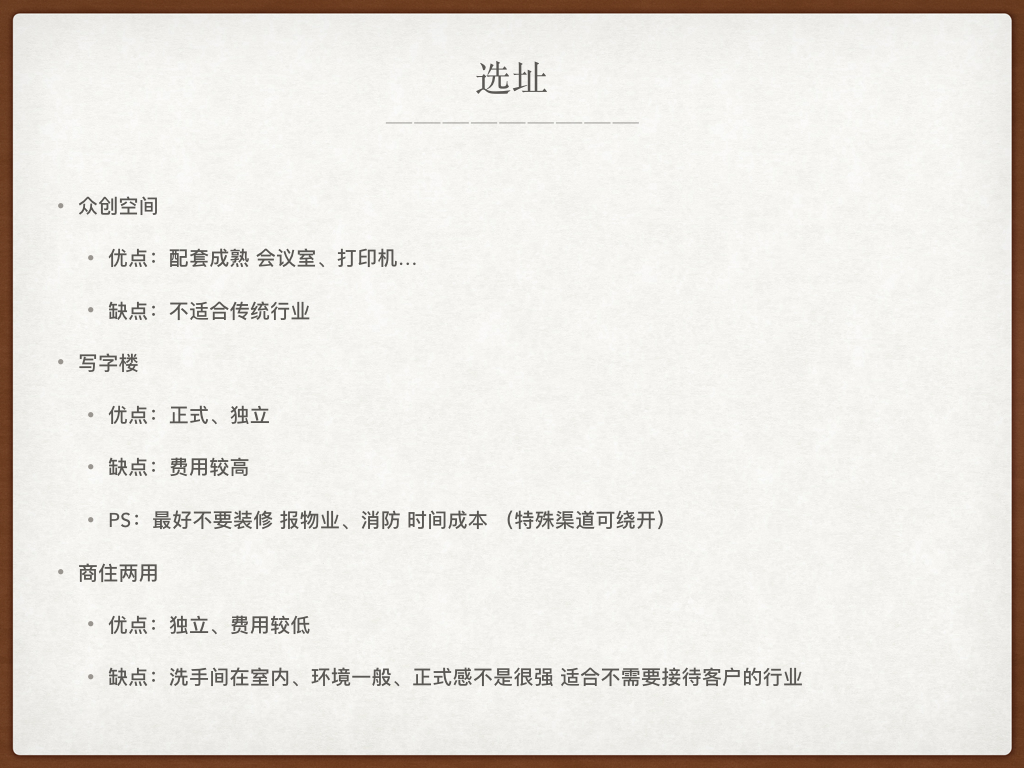 选址
众创空间
优点：配套成熟 会议室、打印机…
缺点：不适合传统行业
写字楼
优点：正式、独立
缺点：费用较高
PS：最好不要装修 报物业、消防 时间成本 （特殊渠道可绕开）
商住两用
优点：独立、费用较低
缺点：洗手间在室内、环境一般、正式感不是很强 适合不需要接待客户的行业